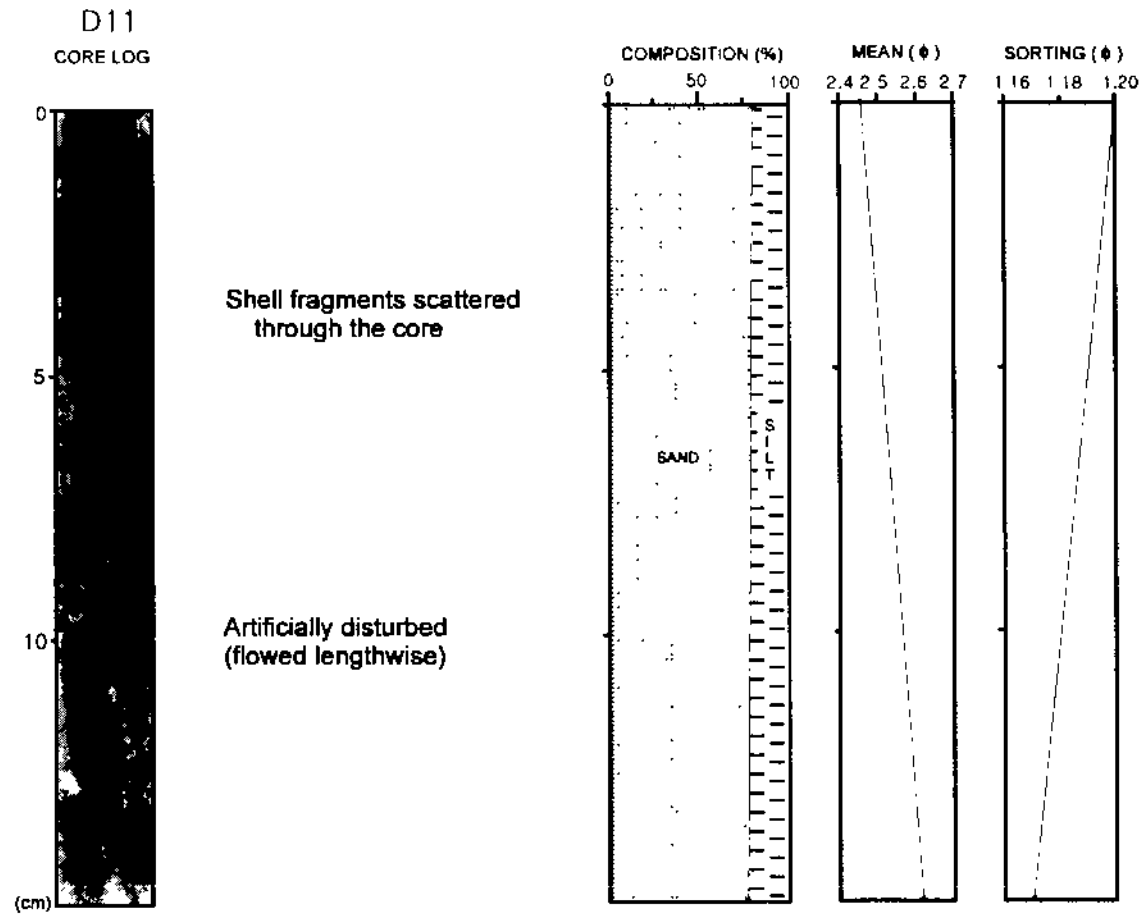 D11
CORE LOG
0
5
10
(cm)
Shell fragments scattered
through the core
Artificially disturbed
(flowed lengthwise)
COMPOSITION (%)
0 50 100
SAND
SILT
MEAN (ϕ)
2.4 2 5 2.6 2 7
SORTING (ϕ)
1 16 1 18 1.20